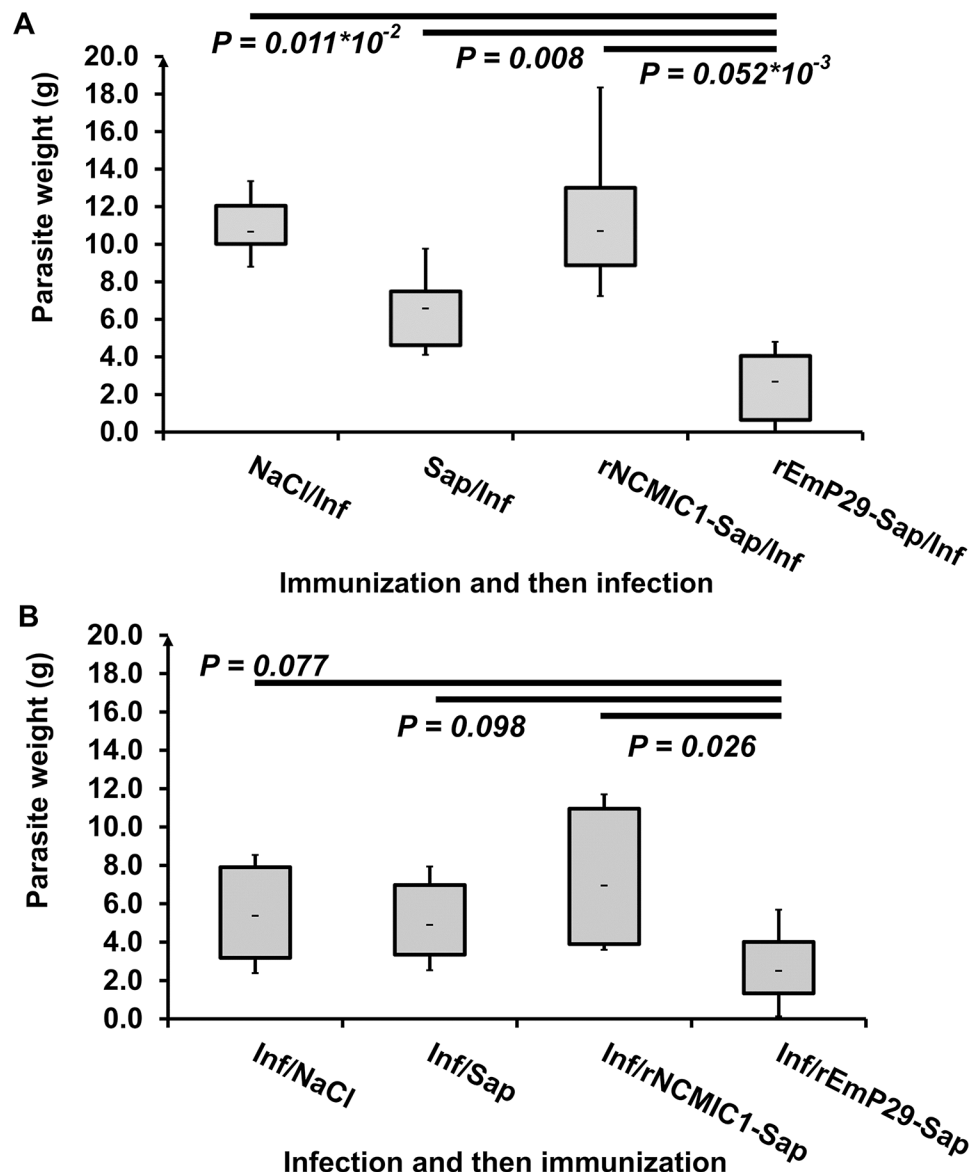 A
P = 0.011*10-2
P = 0.008
P = 0.052*10-3
Parasite weight (g)
20.0
18.0
16.0
14.0
12.0
10.0
8.0
6.0
4.0
2.0
0.0
NaCl/Inf
Sap/Inf
rNCMIC1-Sap/Inf
rEmP29-Sap/Inf
Immunization and then infection
B
P = 0.077
P = 0.098
P = 0.026
Parasite weight (g)
20.0
18.0
16.0
14.0
12.0
10.0
8.0
6.0
4.0
2.0
0.0
Inf/NaCl
Inf/Sap
Inf/rNCMIC1-Sap
Inf/rEmP29-Sap
Infection and then immunization